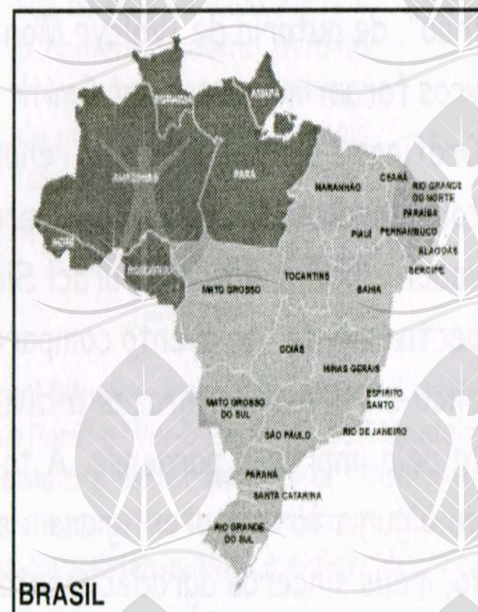 RORAIMA
AMAPÁ
AMAZONAS
PARÁ
MARANHÃO
CEARÁ
RIO GRANDE
DO NORTE
PARAÍBA
PIAUÍ
PERNAMBUCO
ACRE
ALAGOAS
SERGIPE
RONDÔNIA
MATO GROSSO
TOCANTINS
BAHIA
GOIÁS
MINAS GERAIS
MATO GROSSO
DO SUL
ESPIRITO
SANTO
SÃO PAULO
RIO DE JANEIRO
PARANÁ
SANTA CATARINA
RIO GRANDE
DO SUL
BRASIL